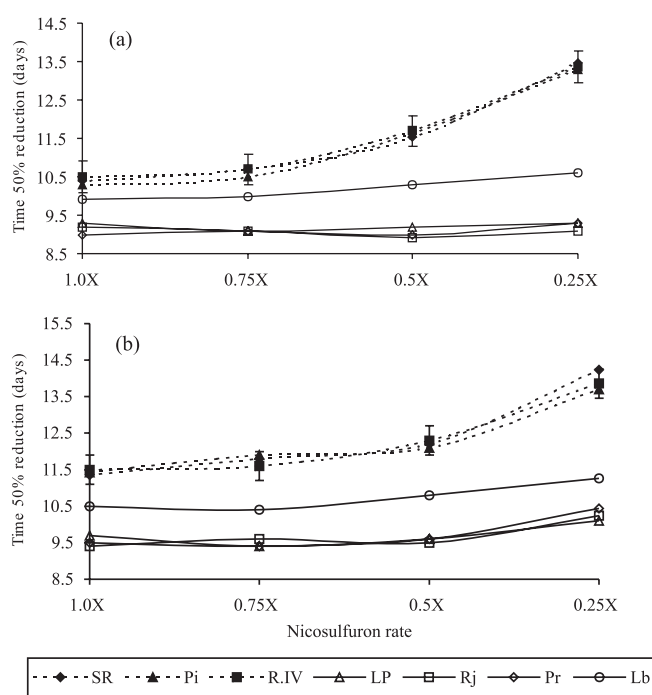 (a)
Time 50% reduction (days)
14.5
13.5
12.5
11.5
10.5
9.5
8.5
1.0X 0.75X 0.5X 0.25X
(b)
Time 50% reduction (days)
15.5
14.5
13.5
12.5
11.5
10.5
9.5
8.5
1.0X 0.75X 0.5X 0.25X
Nicosulfuron rate
SR Pi R.IV LP Rj Pr Lb